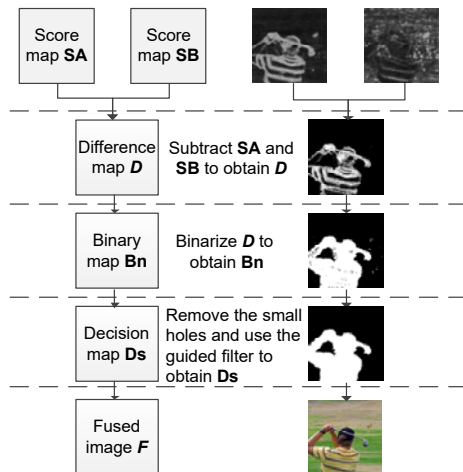 Score
map SA
Score
map SB
Difference
map D
Subtract SA and
SB to obtain D
Binary
map Bn
Binarize D to
obtain Bn
Decision
map Ds
Remove the small
holes and use the
guided filter to
obtain Ds
Fused
image F